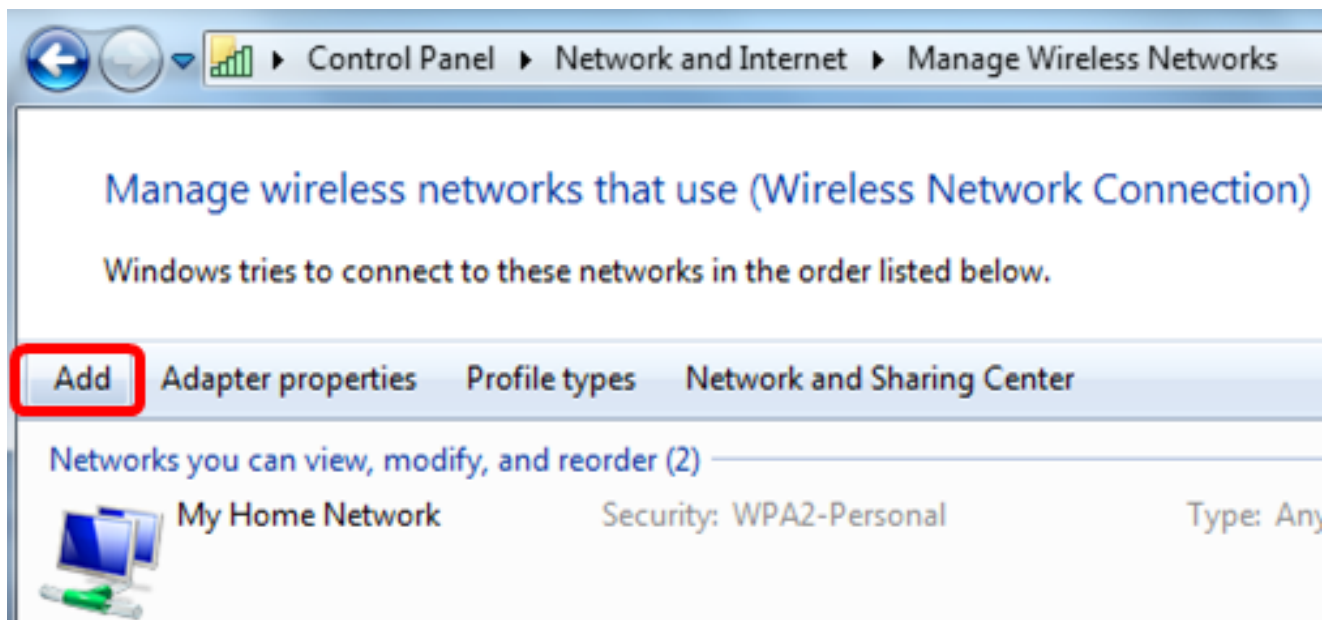 Control Panel Network and Internet Manage Wireless Networks
Manage wireless networks that use (Wireless Network Connection)
Windows tries to connect to these networks in the order listed below.
Add Adapter properties Profile types Network and Sharing Center
Networks you can view, modify, and reorder (2)
My Home Network Security: WPA2-Personal Type: Any